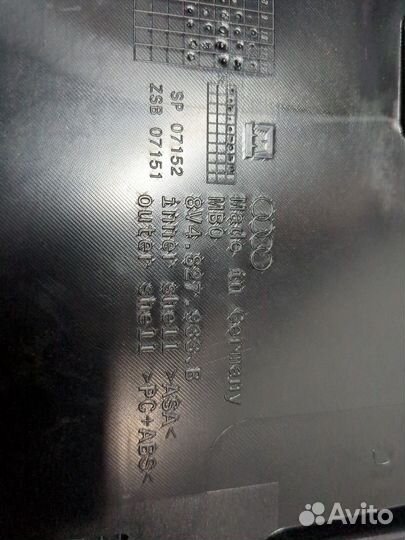 Made in Germany
MBO
8V4.827.933.B
inner shell >ASA<
outer shell >PC+ABS<
SP 07152
ZSB 07151
Avito